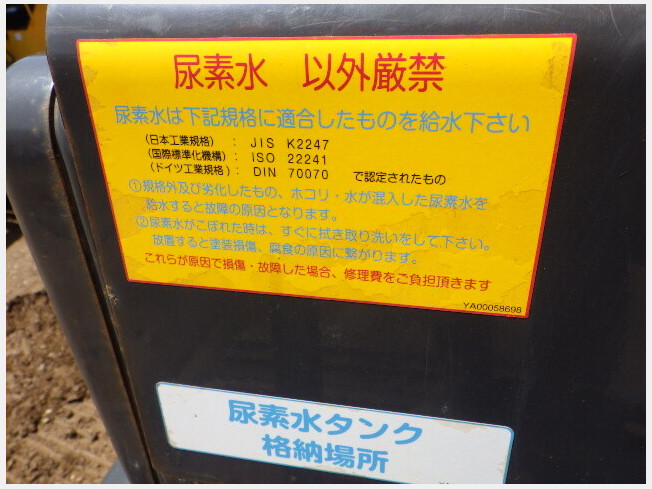 尿素水 以外厳禁
尿素水は下記規格に適合したものを給水下さい
(日本工業規格) : JIS K2247
(国際標準化機構) : ISO 22241
(ドイツ工業規格) : DIN 70070 で認定されたもの
①規格外及び劣化したもの、ホコリ・水が混入した尿素水を
給水すると故障の原因となります。
②尿素水がこぼれた時は、すぐに拭き取り洗いをして下さい。
放置すると塗装損傷、腐食の原因に繋がります。
これらが原因で損傷・故障した場合、修理費をご負担頂きます
YA00058698
尿素水タンク
格納場所